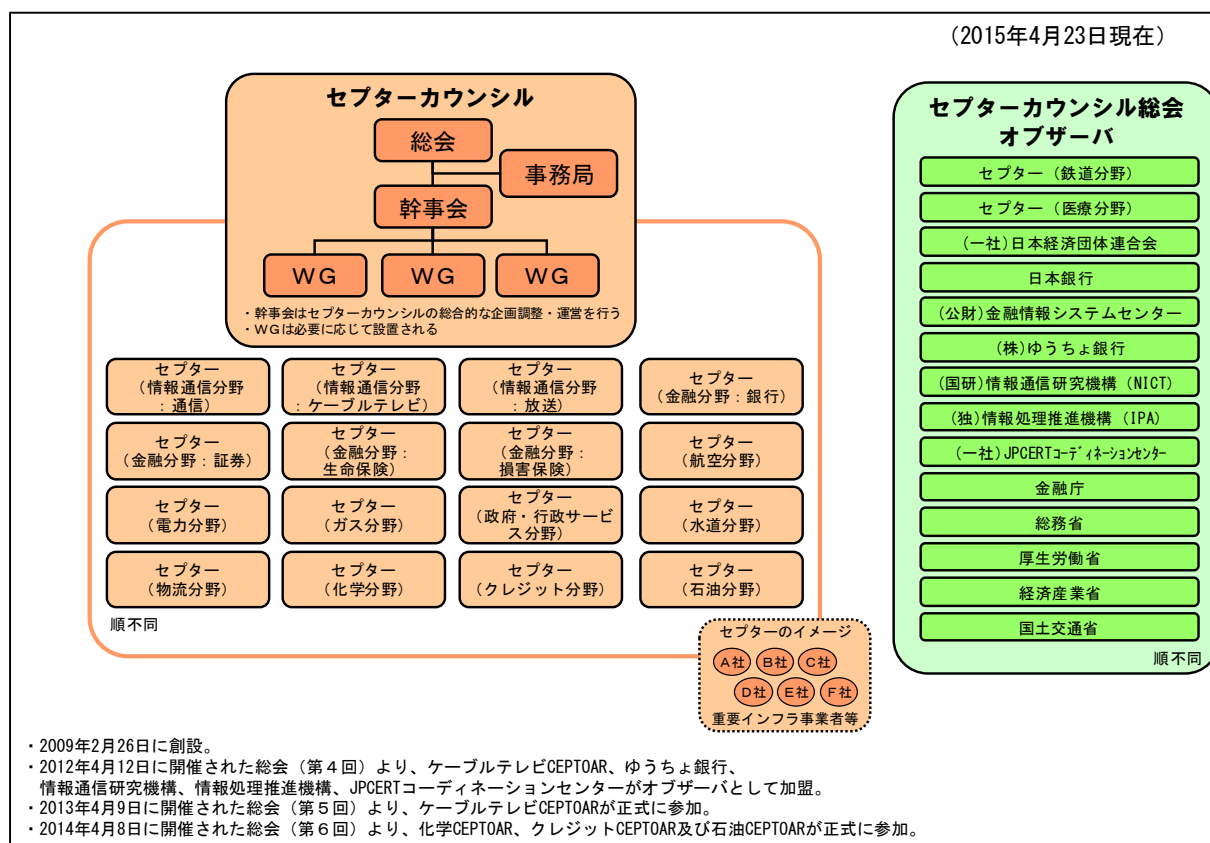 （2015年4月23日現在）
セプターカウンシル
総会
事務局
幹事会
ＷＧ
ＷＧ
ＷＧ
・幹事会はセプターカウンシルの総合的な企画調整・運営を行う
・ＷＧは必要に応じて設置される
セプター
（情報通信分野
：通信）
セプター
（情報通信分野
：ケーブルテレビ）
セプター
（情報通信分野
：放送）
セプター
（金融分野：銀行）
セプター
（金融分野：証券）
セプター
（金融分野：
生命保険）
セプター
（金融分野：
損害保険）
セプター
（航空分野）
セプター
（電力分野）
セプター
（ガス分野）
セプター
（政府・行政サービ
ス分野）
セプター
（水道分野）
セプター
（物流分野）
セプター
（化学分野）
セプター
（クレジット分野）
セプター
（石油分野）
順不同
セプターのイメージ
Ａ社
Ｂ社
Ｃ社
Ｄ社
Ｅ社
Ｆ社
重要インフラ事業者等
セプターカウンシル総会
オブザーバ
セプター（鉄道分野）
セプター（医療分野）
(一社)日本経済団体連合会
日本銀行
(公財)金融情報システムセンター
(株)ゆうちょ銀行
(国研)情報通信研究機構（NICT）
(独)情報処理推進機構（IPA）
(一社)JPCERTｺｰﾃﾞｨﾈｰｼｮﾝｾﾝﾀｰ
金融庁
総務省
厚生労働省
経済産業省
国土交通省
順不同
・2009年2月26日に創設。
・2012年4月12日に開催された総会（第４回）より、ケーブルテレビCEPTOAR、ゆうちょ銀行、
情報通信研究機構、情報処理推進機構、JPCERTコーディネーションセンターがオブザーバとして加盟。
・2013年4月9日に開催された総会（第５回）より、ケーブルテレビCEPTOARが正式に参加。
・2014年4月8日に開催された総会（第６回）より、化学CEPTOAR、クレジットCEPTOAR及び石油CEPTOARが正式に参加。